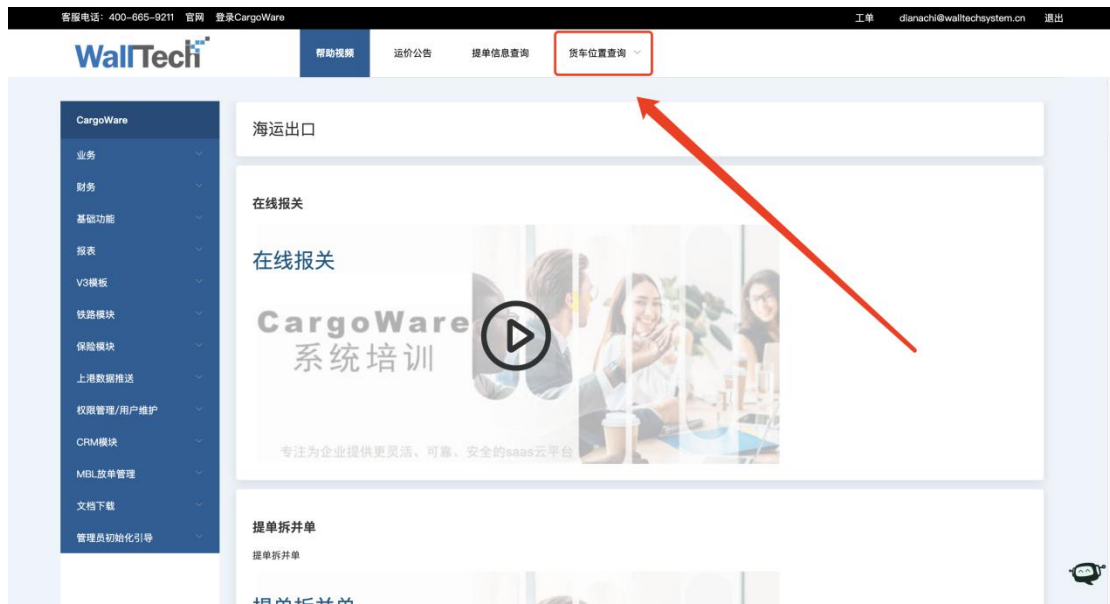 客服电话：400-665-9211 官网 登录CargoWare 工单 dianachi@walltechsystem.cn 退出
WallTech 帮助视频 运价公告 提单信息查询 货车位置查询
CargoWare
业务
财务
基础功能
报表
V3模板
铁路模块
保险模块
上港数据推送
权限管理/用户维护
CRM模块
MBL放单管理
文档下载
管理员初始化引导
海运出口
在线报关
在线报关
CargoWare
系统培训
专注为企业提供更灵活、可靠、安全的saas云平台
提单拆并单
提单拆并单
提单拆并单